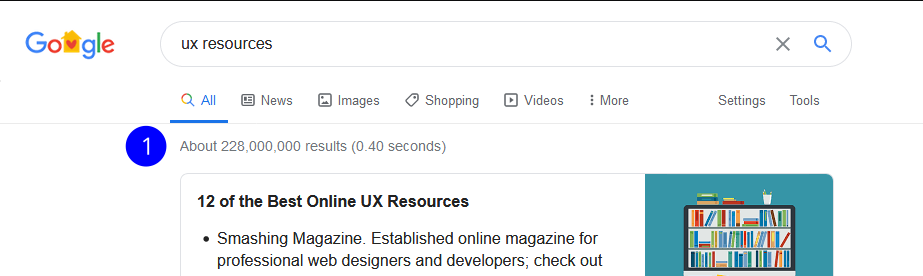 Google
ux resources
All News Images Shopping Videos More Settings Tools
1
About 228,000,000 results (0.40 seconds)
12 of the Best Online UX Resources
• Smashing Magazine. Established online magazine for
professional web designers and developers; check out